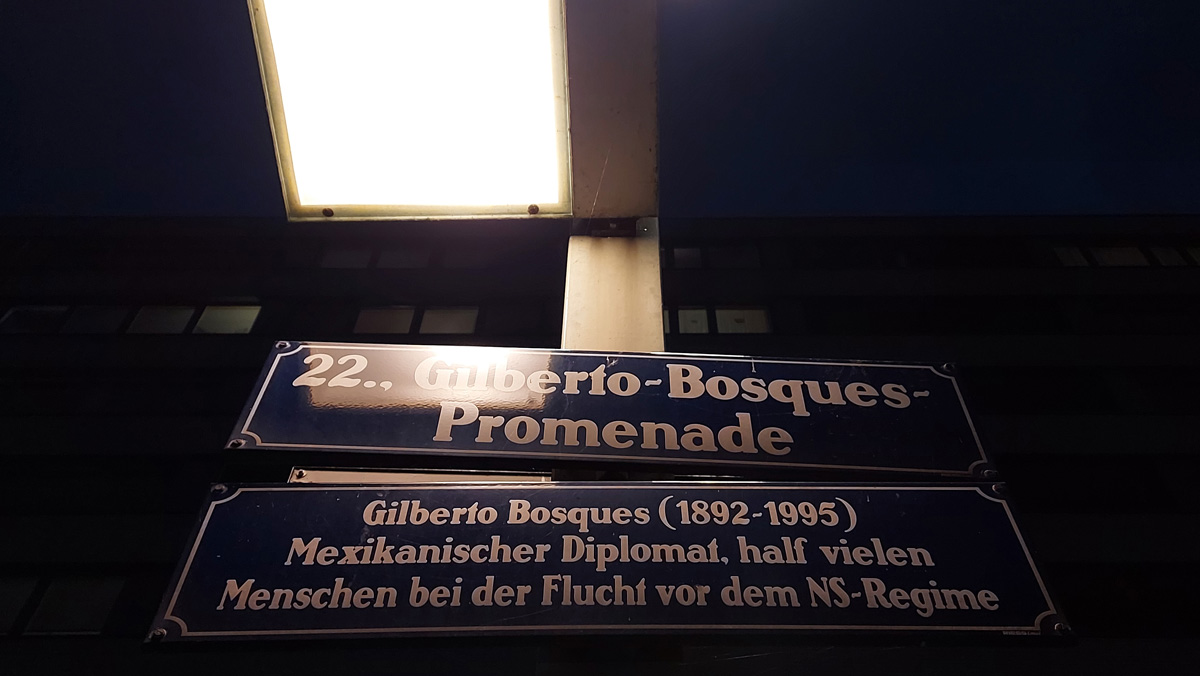 22., Gilberto-Bosques-
Promenade
Gilberto Bosques (1892-1995)
Mexikanischer Diplomat, half vielen
Menschen bei der Flucht vor dem NS-Regime